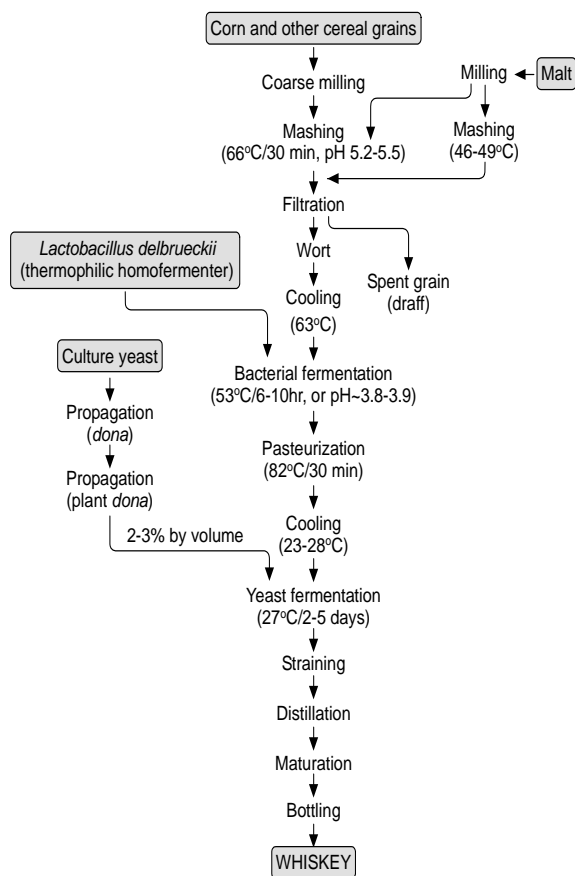 Corn and other cereal grains
Coarse milling
Milling
Malt
Mashing
(66°C/30 min, pH 5.2-5.5)
Mashing
(46-49°C)
Filtration
Lactobacillus delbrueckii
(thermophilic homofermenter)
Wort
Spent grain
(draff)
Cooling
(63°C)
Culture yeast
Bacterial fermentation
(53°C/6-10hr, or pH~3.8-3.9)
Propagation
(dona)
Pasteurization
(82°C/30 min)
Propagation
(plant dona)
Cooling
(23-28°C)
2-3% by volume
Yeast fermentation
(27°C/2-5 days)
Straining
Distillation
Maturation
Bottling
WHISKEY